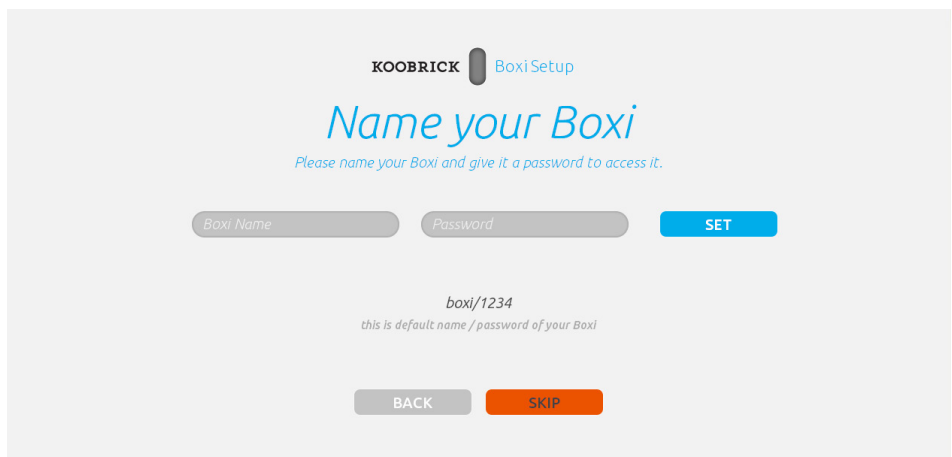 KOOBRICK Boxi Setup
Name your Boxi
Please name your Boxi and give it a password to access it.
Boxi Name Password SET
boxi/1234
this is default name / password of your Boxi
BACK SKIP